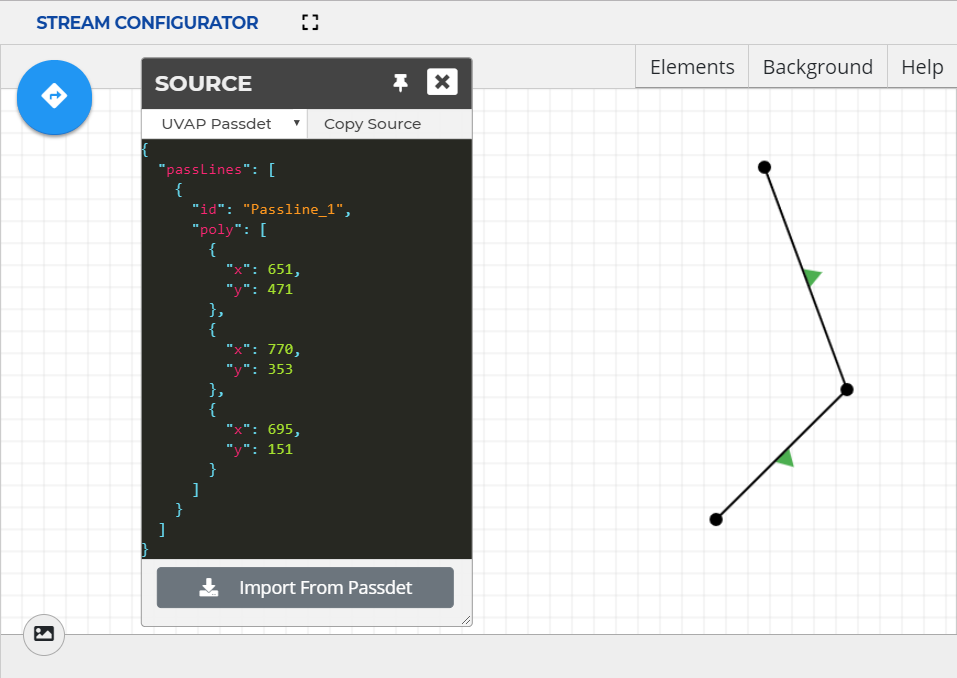 STREAM CONFIGURATOR
Elements Background Help
SOURCE
UVAP Passdet Copy Source
{
  "passLines": [
    {
      "id": "Passline_1",
      "poly": [
        {
          "x": 651,
          "y": 471
        },
        {
          "x": 770,
          "y": 353
        },
        {
          "x": 695,
          "y": 151
        }
      ]
    }
  ]
}
Import From Passdet